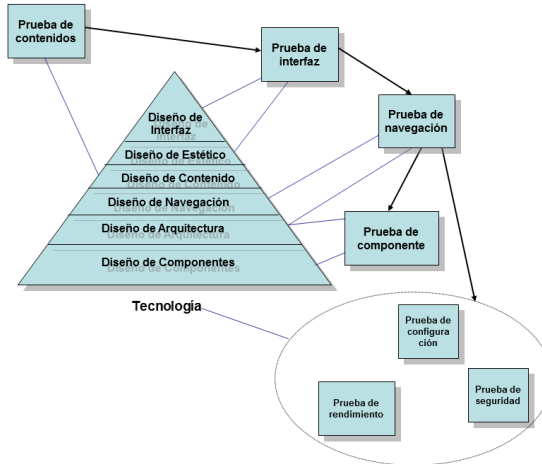 Prueba de
contenidos
Prueba de
interfaz
Prueba de
navegación
Diseño de
Interfaz
Diseño de Estético
Diseño de Contenido
Diseño de Navegación
Diseño de Arquitectura
Diseño de Componentes
Prueba de
componente
Tecnología
Prueba de
configura
ción
Prueba de
seguridad
Prueba de
rendimiento